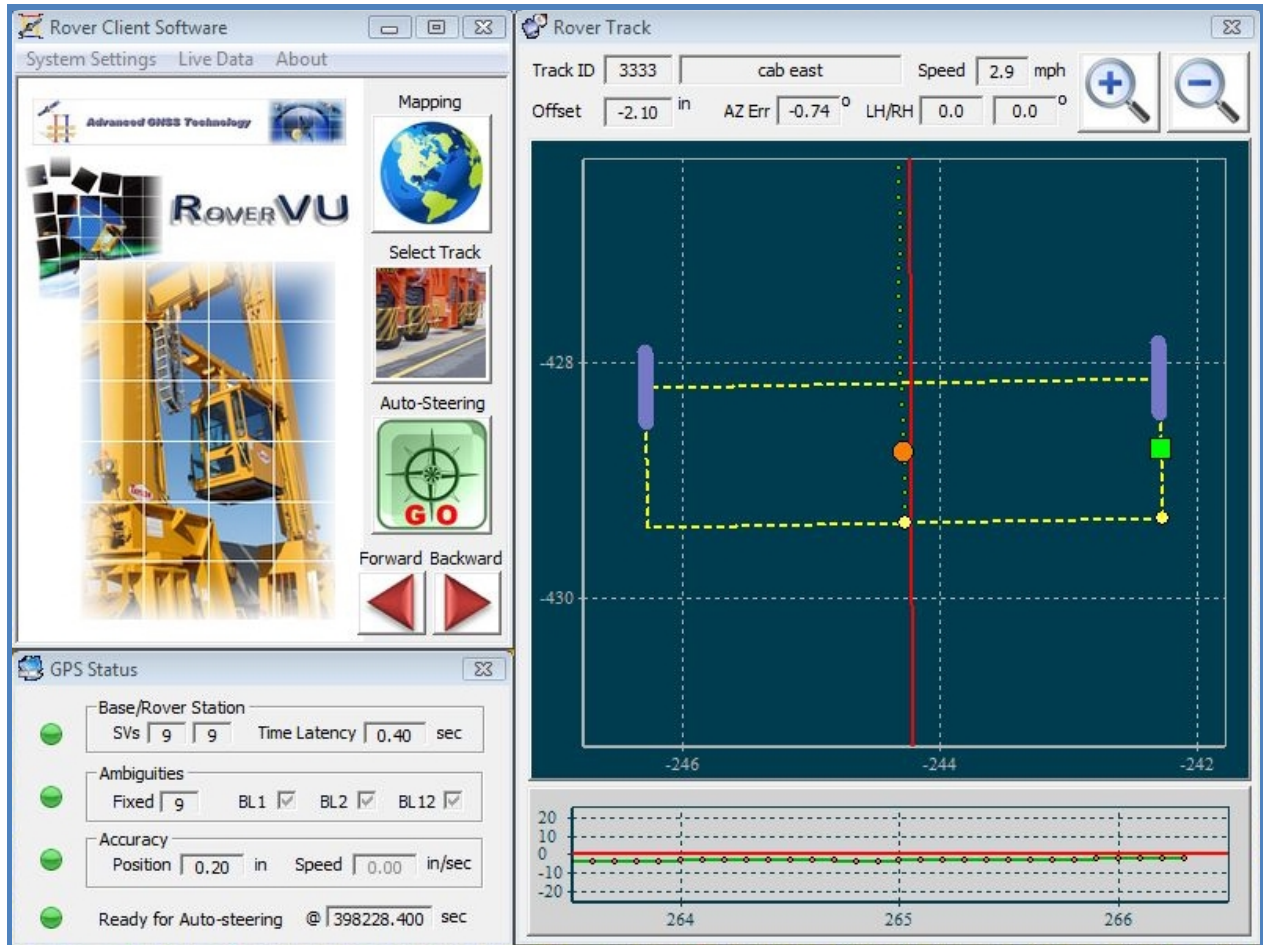 Rover Client Software
System Settings Live Data About
Advanced GNSS Technology
ROVERVU
Mapping
Select Track
Auto-Steering
GO
Forward Backward
GPS Status
Base/Rover Station
SVs 9 9 Time Latency 0.40 sec
Ambiguities
Fixed 9 BL1 BL2 BL12
Accuracy
Position 0.20 in Speed 0.00 in/sec
Ready for Auto-steering @ 398228.400 sec
Rover Track
Track ID 3333 cab east Speed 2.9 mph
Offset -2.10 in AZ Err -0.74 o LH/RH 0.0 0.0 o
-428
-430
-246 -244 -242
20
10
0
-10
-20
264 265 266